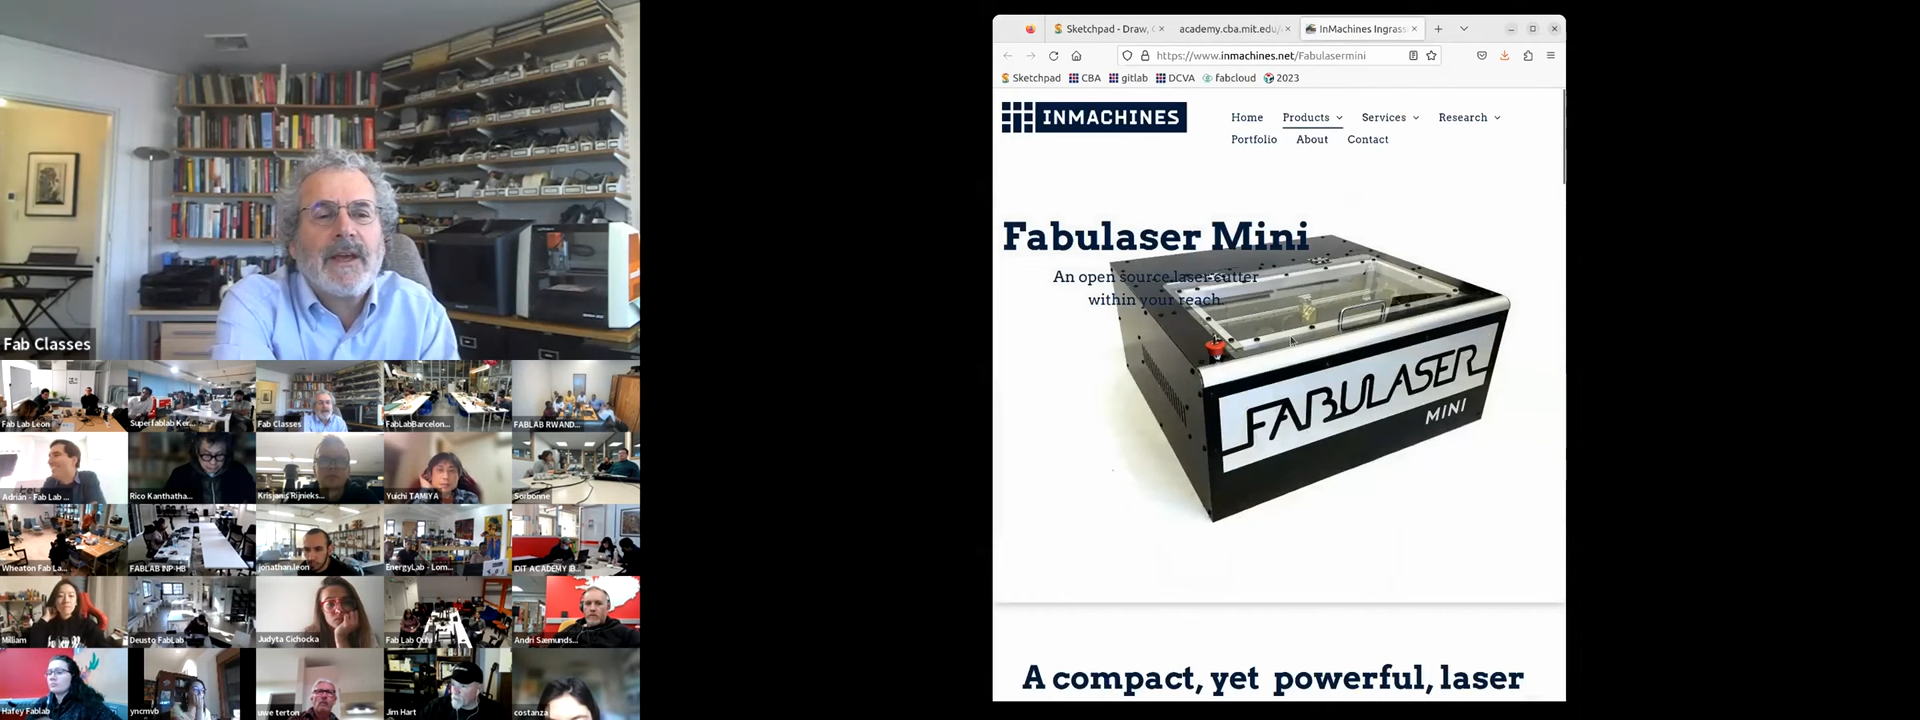 Fab Classes
Fab Lab Leon
Superfablab Ker...
Fab Classes
FabLabBarcelon...
FABLAB RWAND...
Adrián - Fab Lab ...
Rico Kanthatha...
Krisjanis Rijnieks...
Yuichi TAMIYA
Sorbonne
Wheaton Fab La...
FABLAB INP-HB
jonathan.leon
EnergyLab - Lom...
IDIT ACADEMY IB...
Milliam
Deusto FabLab
Judyta Cichocka
Fab Lab
Andri Sæmunds...
Hafey Fablab
yncmvb
uwe terton
Jim Hart
costanza
Sketchpad - Draw,
academy.cba.mit.edu/
InMachines Ingrass
https://www.inmachines.net/Fabulasermini
Sketchpad CBA gitlab DCVA fabcloud 2023
INMACHINES
Home Products Services Research
Portfolio About Contact
Fabulaser Mini
An open source laser cutter
within your reach.
FABULASER
MINI
A compact, yet powerful, laser